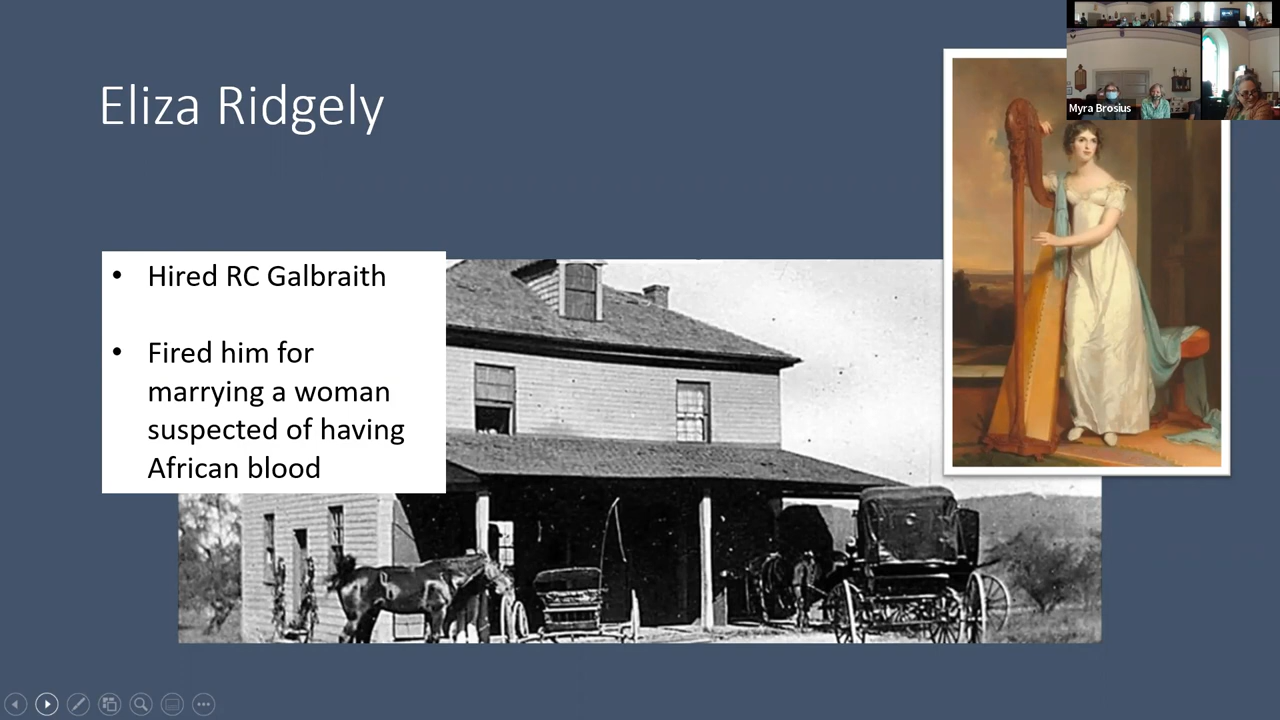 Eliza Ridgely
Myra Brosius
• Hired RC Galbraith
• Fired him for
marrying a woman
suspected of having
African blood